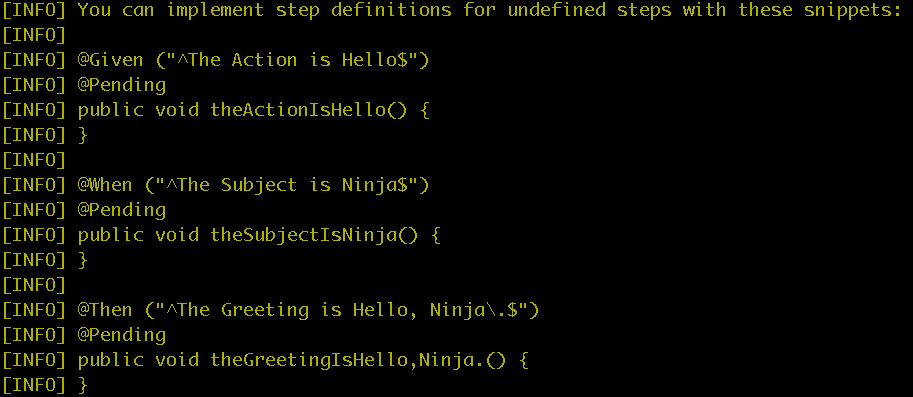 [INFO] You can implement step definitions for undefined steps with these snippets:
[INFO]
[INFO] @Given ("^The Action is Hello$")
[INFO] @Pending
[INFO] public void theActionIsHello() {
[INFO] }
[INFO]
[INFO] @When ("^The Subject is Ninja$")
[INFO] @Pending
[INFO] public void theSubjectIsNinja() {
[INFO] }
[INFO]
[INFO] @Then ("^The Greeting is Hello, Ninja\.$")
[INFO] @Pending
[INFO] public void theGreetingIsHello,Ninja.() {
[INFO] }